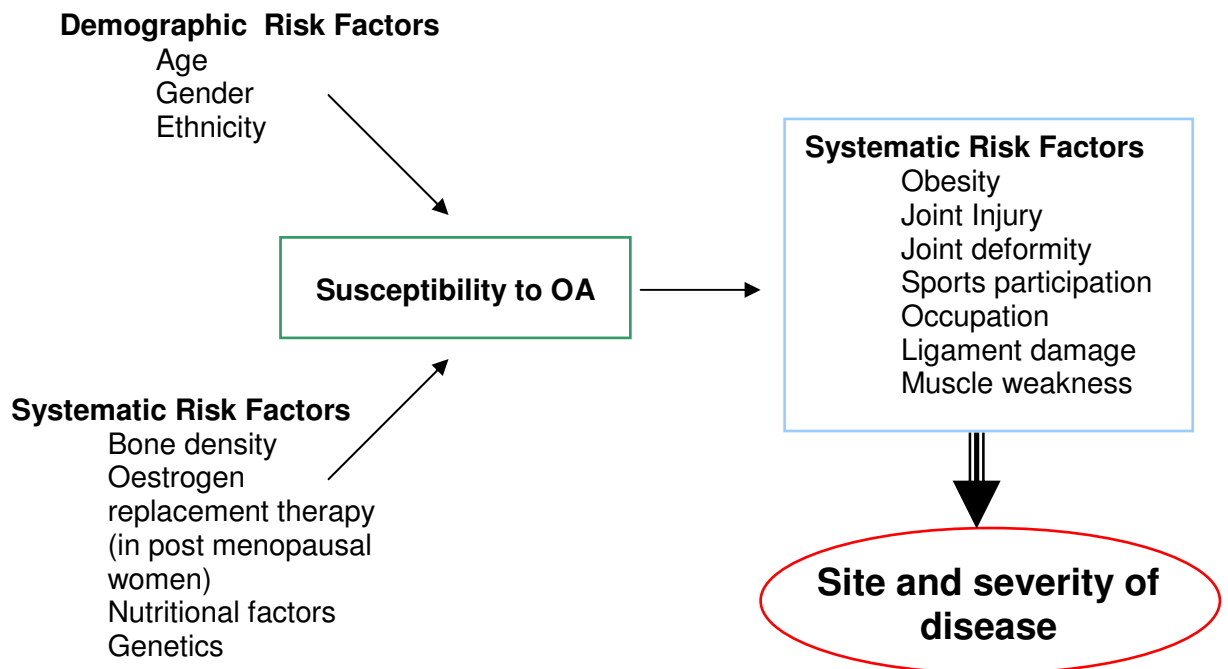 Demographic Risk Factors
Age
Gender
Ethnicity
Susceptibility to OA
Systematic Risk Factors
Bone density
Oestrogen
replacement therapy
(in post menopausal
women)
Nutritional factors
Genetics
Systematic Risk Factors
Obesity
Joint Injury
Joint deformity
Sports participation
Occupation
Ligament damage
Muscle weakness
Site and severity of
disease